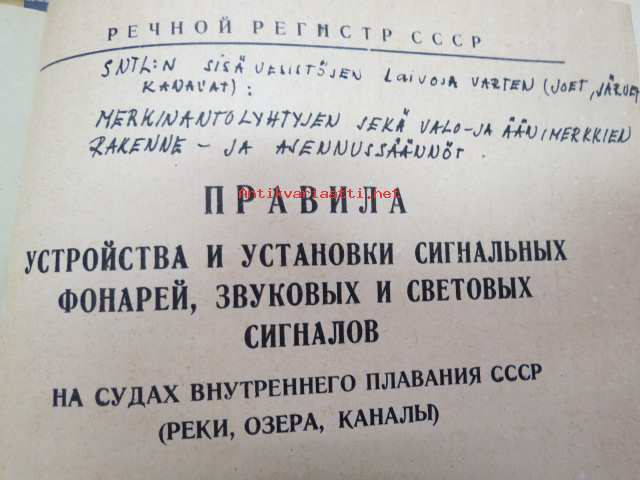 РЕЧНОЙ РЕГИСТР СССР
SNTL:N SISÄVESISTÖJEN LAIVOJA VARTEN (JOET, JÄRVET
KANAVAT):
MERKINANTOLYHTYJEN SEKÄ VALO-JA ÄÄNIMERKKIEN
RAKENNE- JA ASENNUSSÄÄNNÖT.
Antikvariaatti.net
ПРАВИЛА
УСТРОЙСТВА И УСТАНОВКИ СИГНАЛЬНЫХ
ФОНАРЕЙ, ЗВУКОВЫХ И СВЕТОВЫХ
СИГНАЛОВ
НА СУДАХ ВНУТРЕННЕГО ПЛАВАНИЯ СССР
(РЕКИ, ОЗЕРА, КАНАЛЫ)